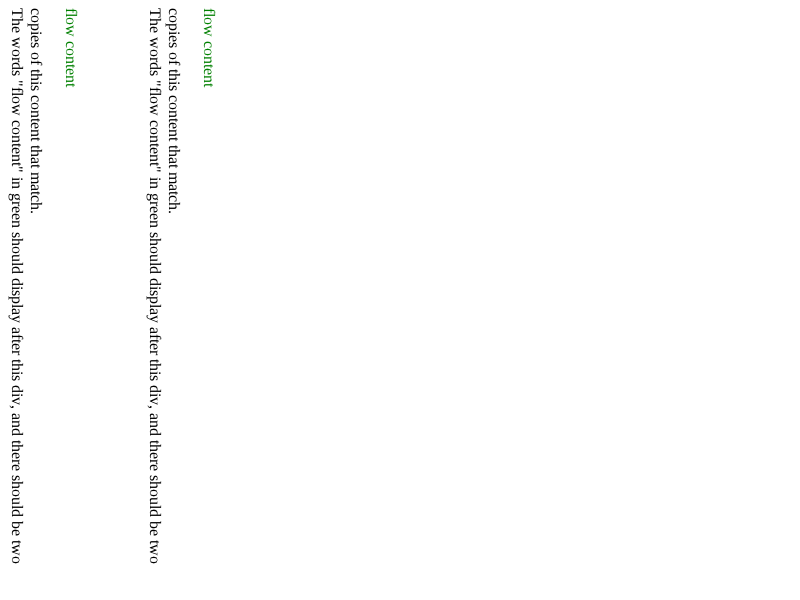 The words "flow content" in green should display after this div, and there should be two
copies of this content that match.
flow content
The words "flow content" in green should display after this div, and there should be two
copies of this content that match.
flow content